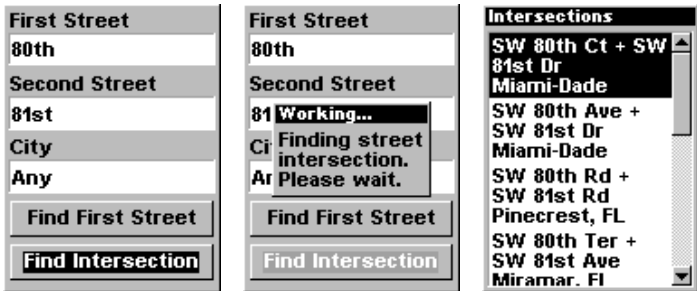 First Street
80th
Second Street
81st
City
Any
Find First Street
Find Intersection
First Street
80th
Second Street
81
Working...
Finding street
intersection.
Please wait.
Find First Street
Find Intersection
Intersections
SW 80th Ct + SW
81st Dr
Miami-Dade
SW 80th Ave +
SW 81st Dr
Miami-Dade
SW 80th Rd +
SW 81st Rd
Pinecrest, FL
SW 80th Ter +
SW 81st Ave
Miramar, FL